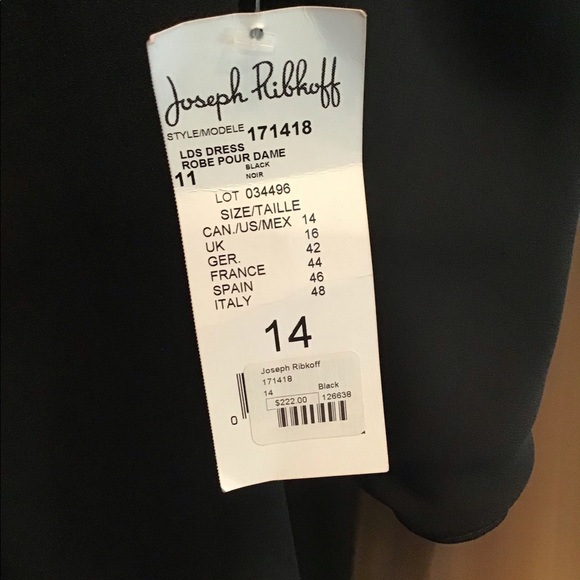 Joseph Ribkoff
STYLE/MODELE 171418
LDS DRESS
ROBE POUR DAME
11 BLACK
NOIR
LOT 034496
SIZE/TAILLE
CAN./US/MEX 14
UK 16
GER. 42
FRANCE 44
SPAIN 46
ITALY 48
14
Joseph Ribkoff
171418
14 Black
$222.00 126638
0